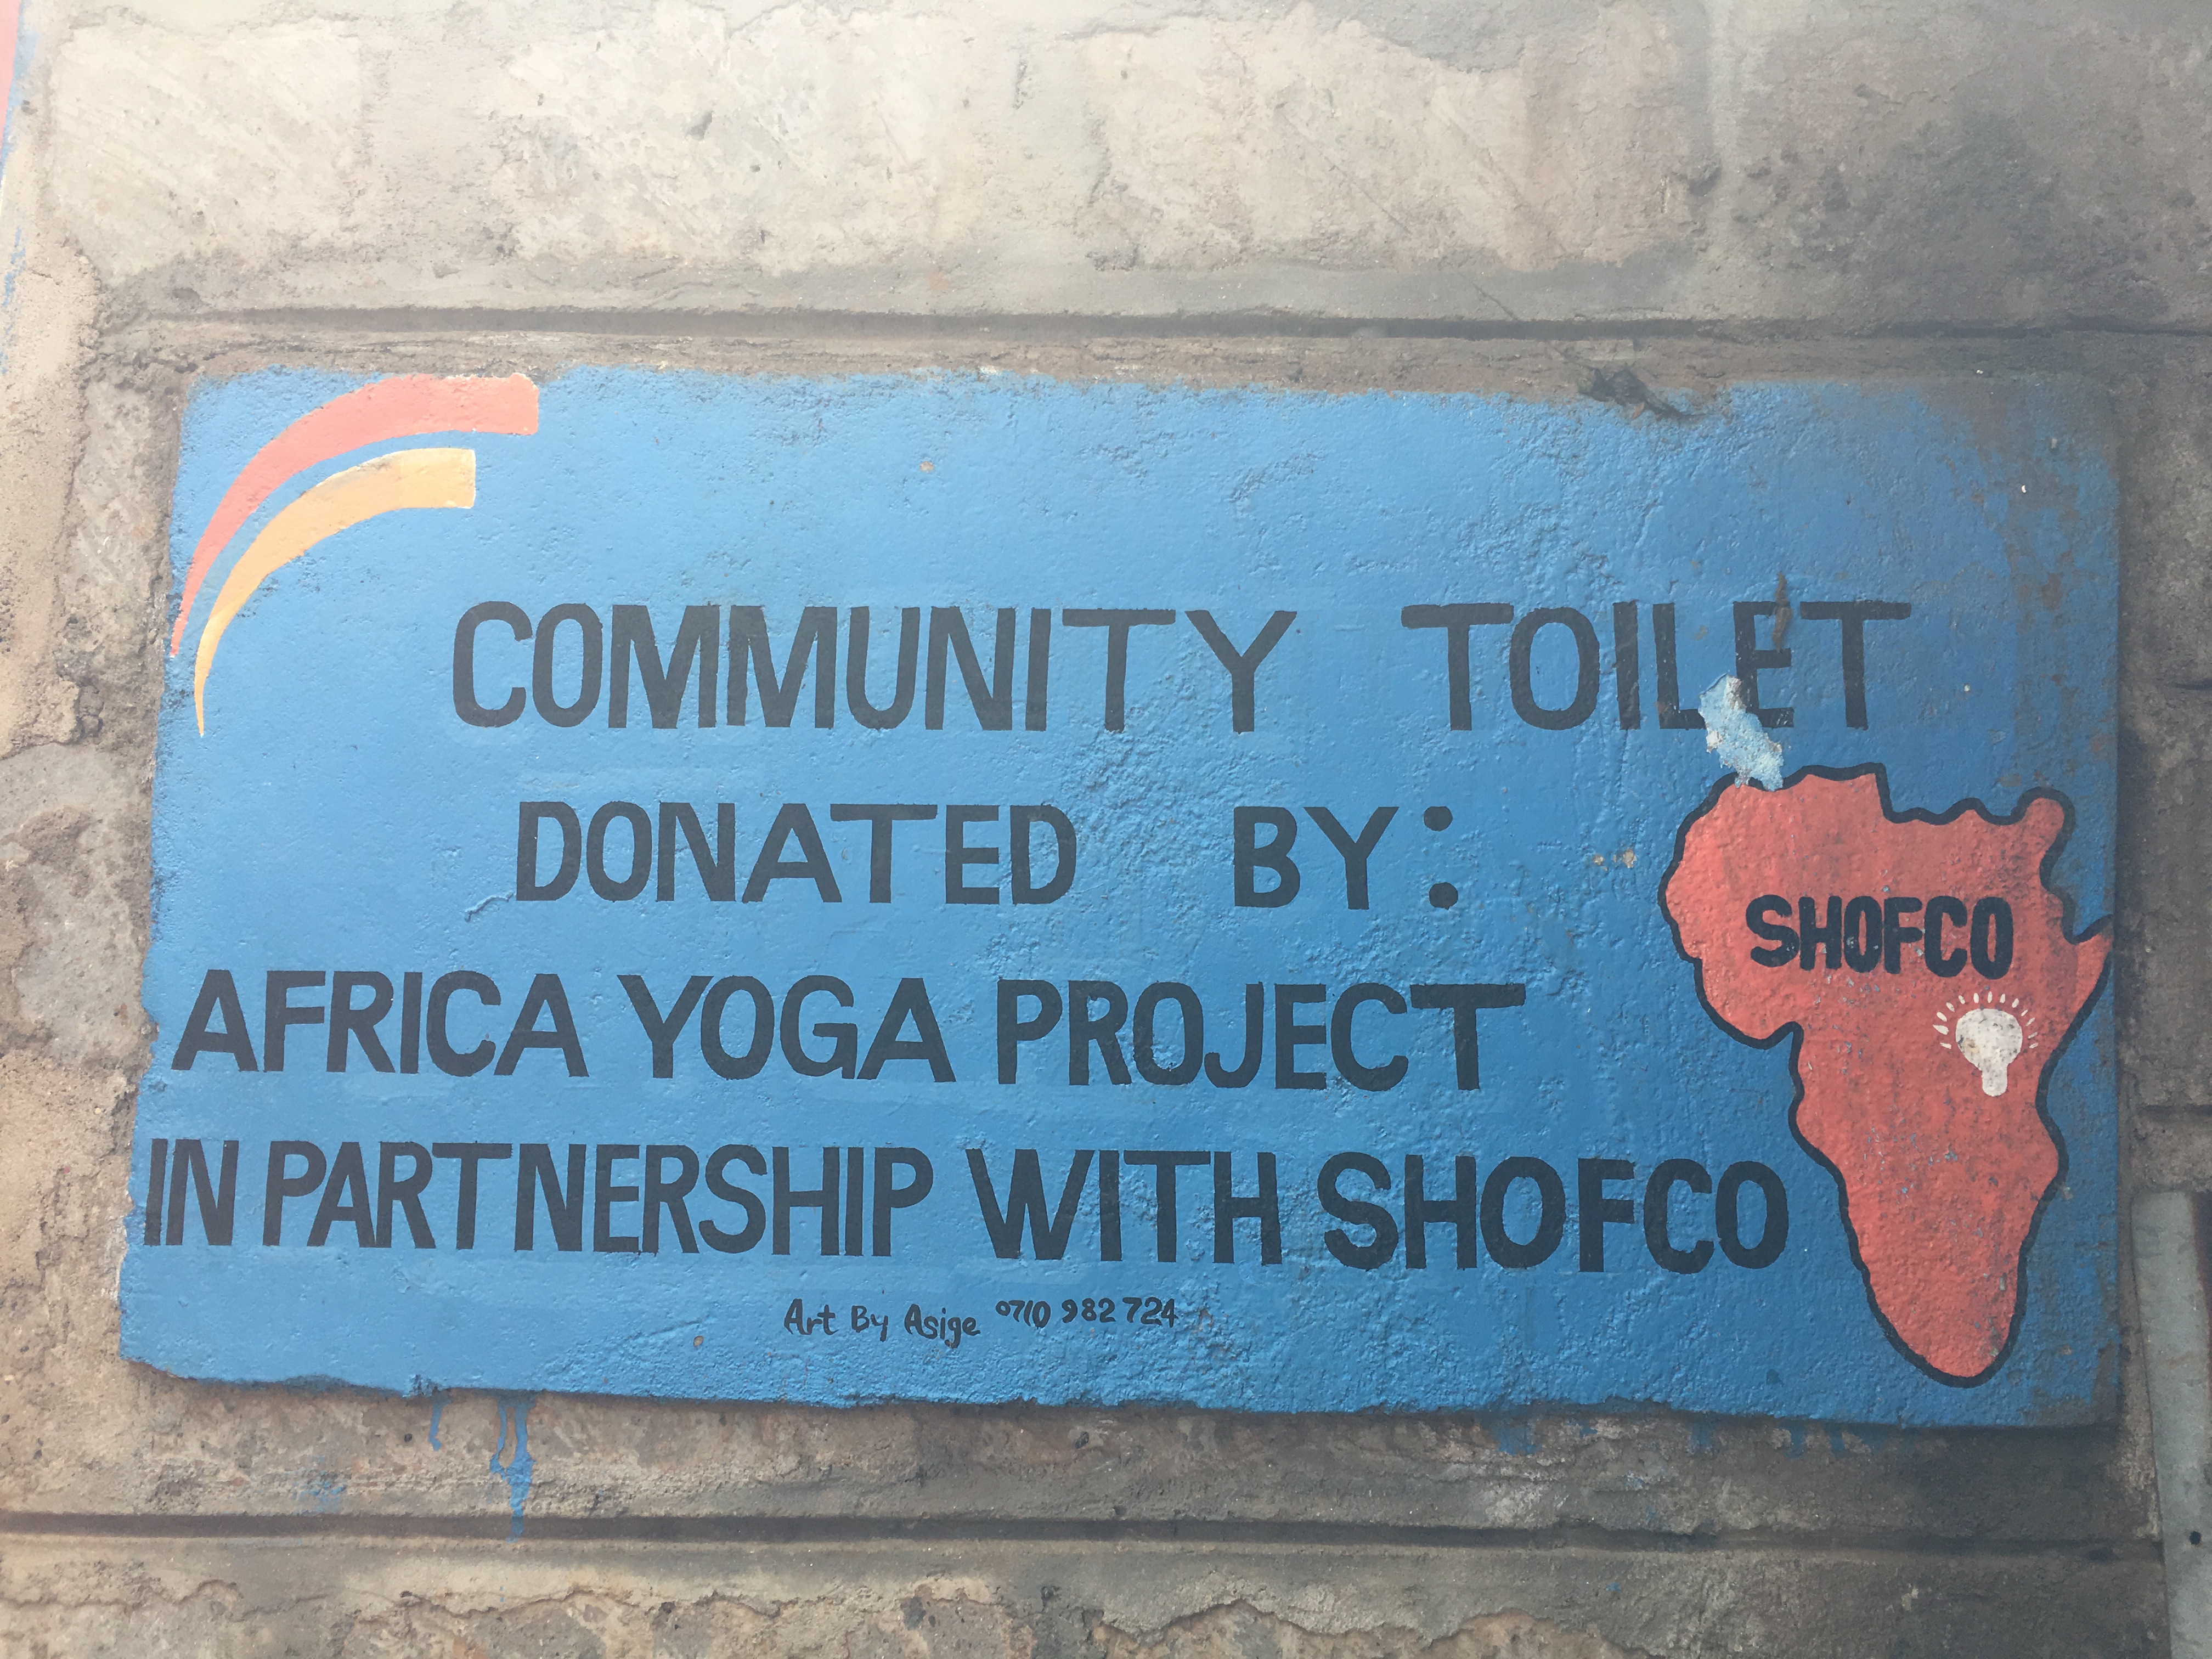 COMMUNITY TOILET
DONATED BY:
SHOFCO
AFRICA YOGA PROJECT
IN PARTNERSHIP WITH SHOFCO
Art By Asige 0710 982 724